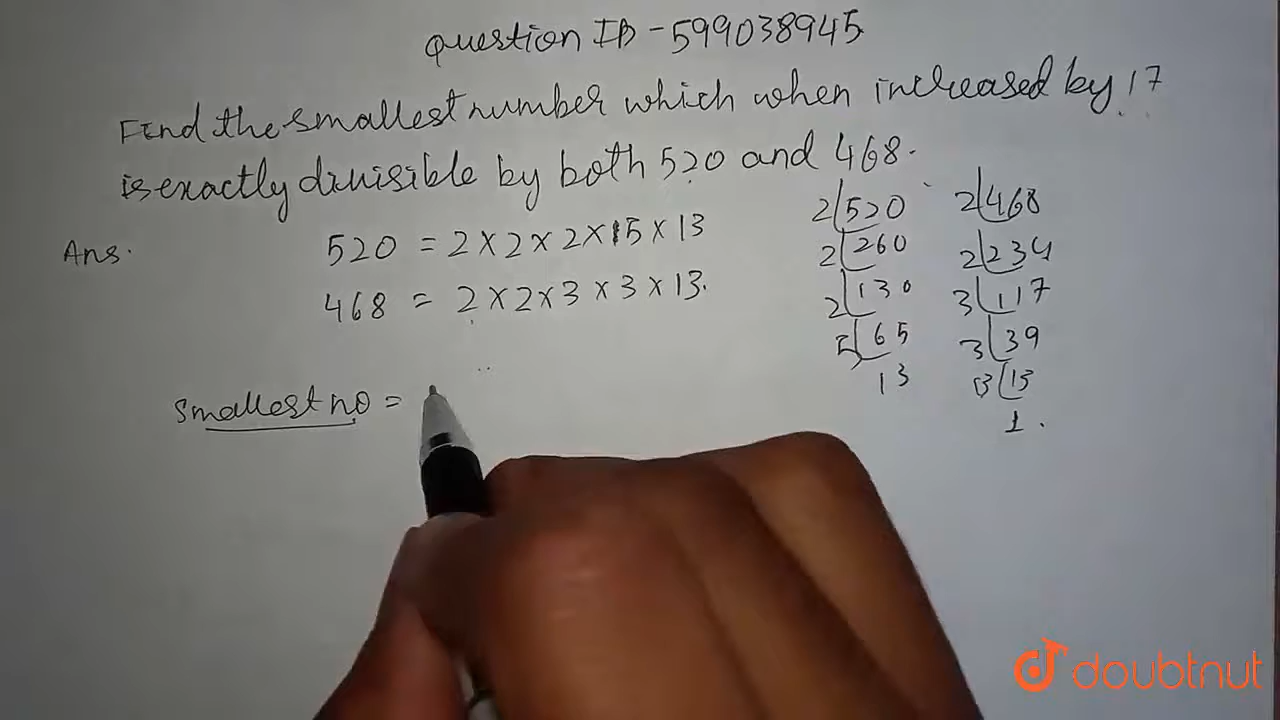 Question ID - 599038945
Find the smallest number which when increased by 17
is exactly divisible by both 520 and 468.
Ans.
520 = 2 × 2 × 2 × 5 × 13
468 = 2 × 2 × 3 × 3 × 13.
2 520
2 260
2 130
5 65
13
2 468
2 234
3 117
3 39
13 13
1.
Smallest no =
doubtnut